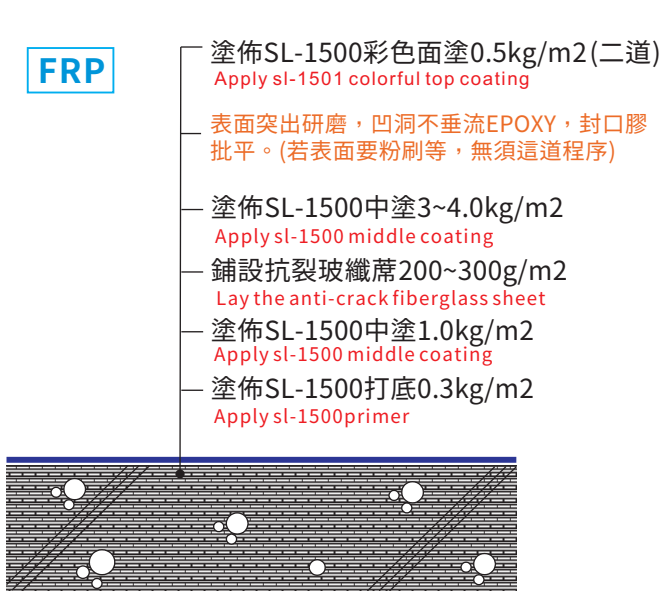 FRP
塗佈SL-1500彩色面塗0.5kg/m2(二道)
Apply sl-1501 colorful top coating
表面突出研磨，凹洞不垂流EPOXY，封口膠
批平。(若表面要粉刷等，無須這道程序)
塗佈SL-1500中塗3~4.0kg/m2
Apply sl-1500 middle coating
鋪設抗裂玻纖蓆200~300g/m2
Lay the anti-crack fiberglass sheet
塗佈SL-1500中塗1.0kg/m2
Apply sl-1500 middle coating
塗佈SL-1500打底0.3kg/m2
Apply sl-1500primer